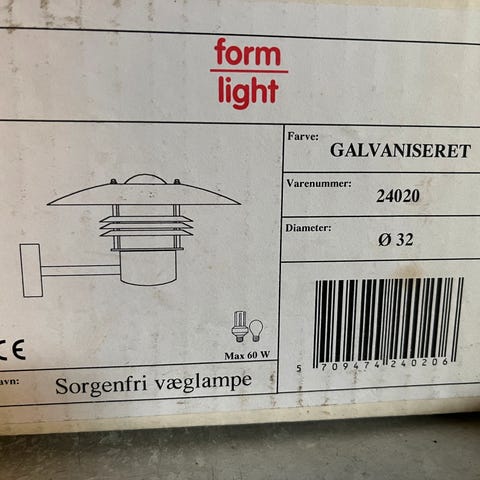 form
light
Farve:
GALVANISERET
Varenummer:
24020
Diameter:
Ø 32
CE
Max 60 W
avn:
Sorgenfri væglampe
5 709474 240206